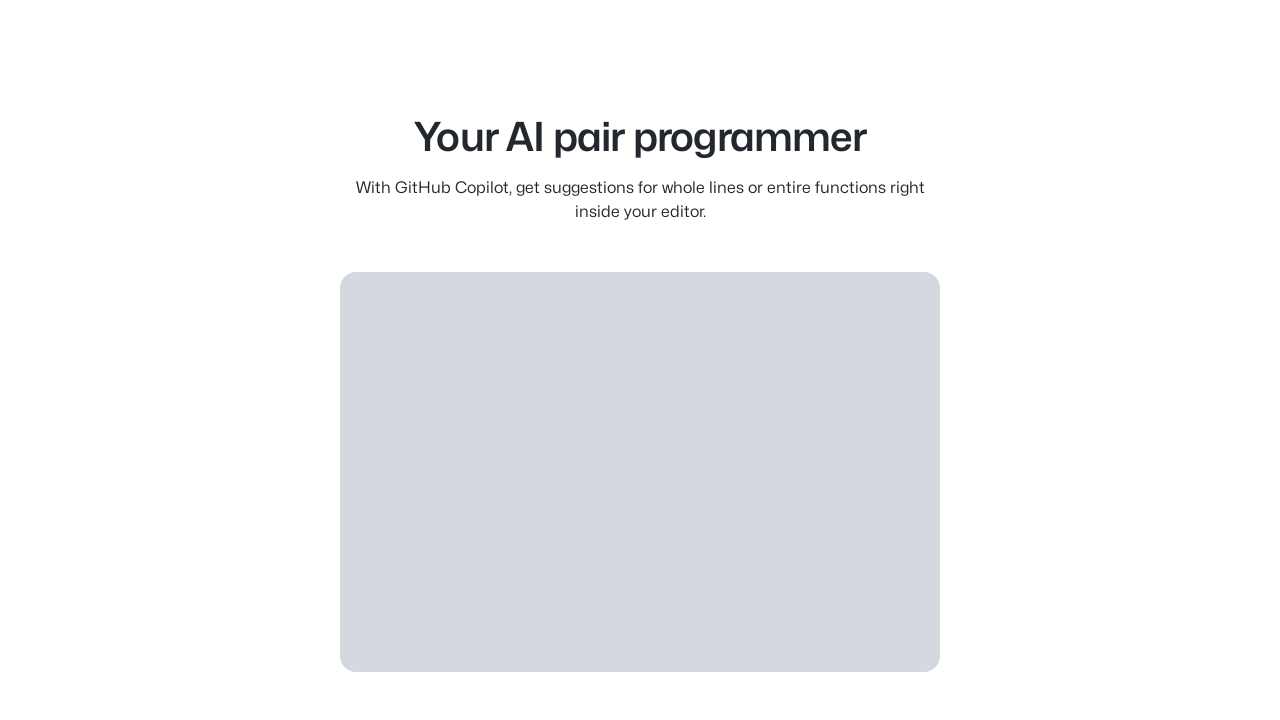 Your AI pair programmer
With GitHub Copilot, get suggestions for whole lines or entire functions right
inside your editor.